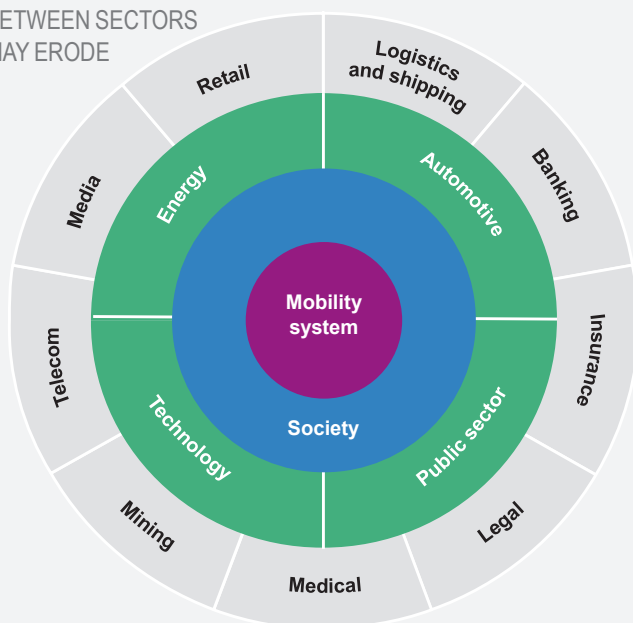 ETWEEN SECTORS
AY ERODE
Logistics
and shipping
Retail
Banking
Automotive
Energy
Media
Mobility
system
Insurance
Telecom
Society
Technology
Public sector
Mining
Legal
Medical